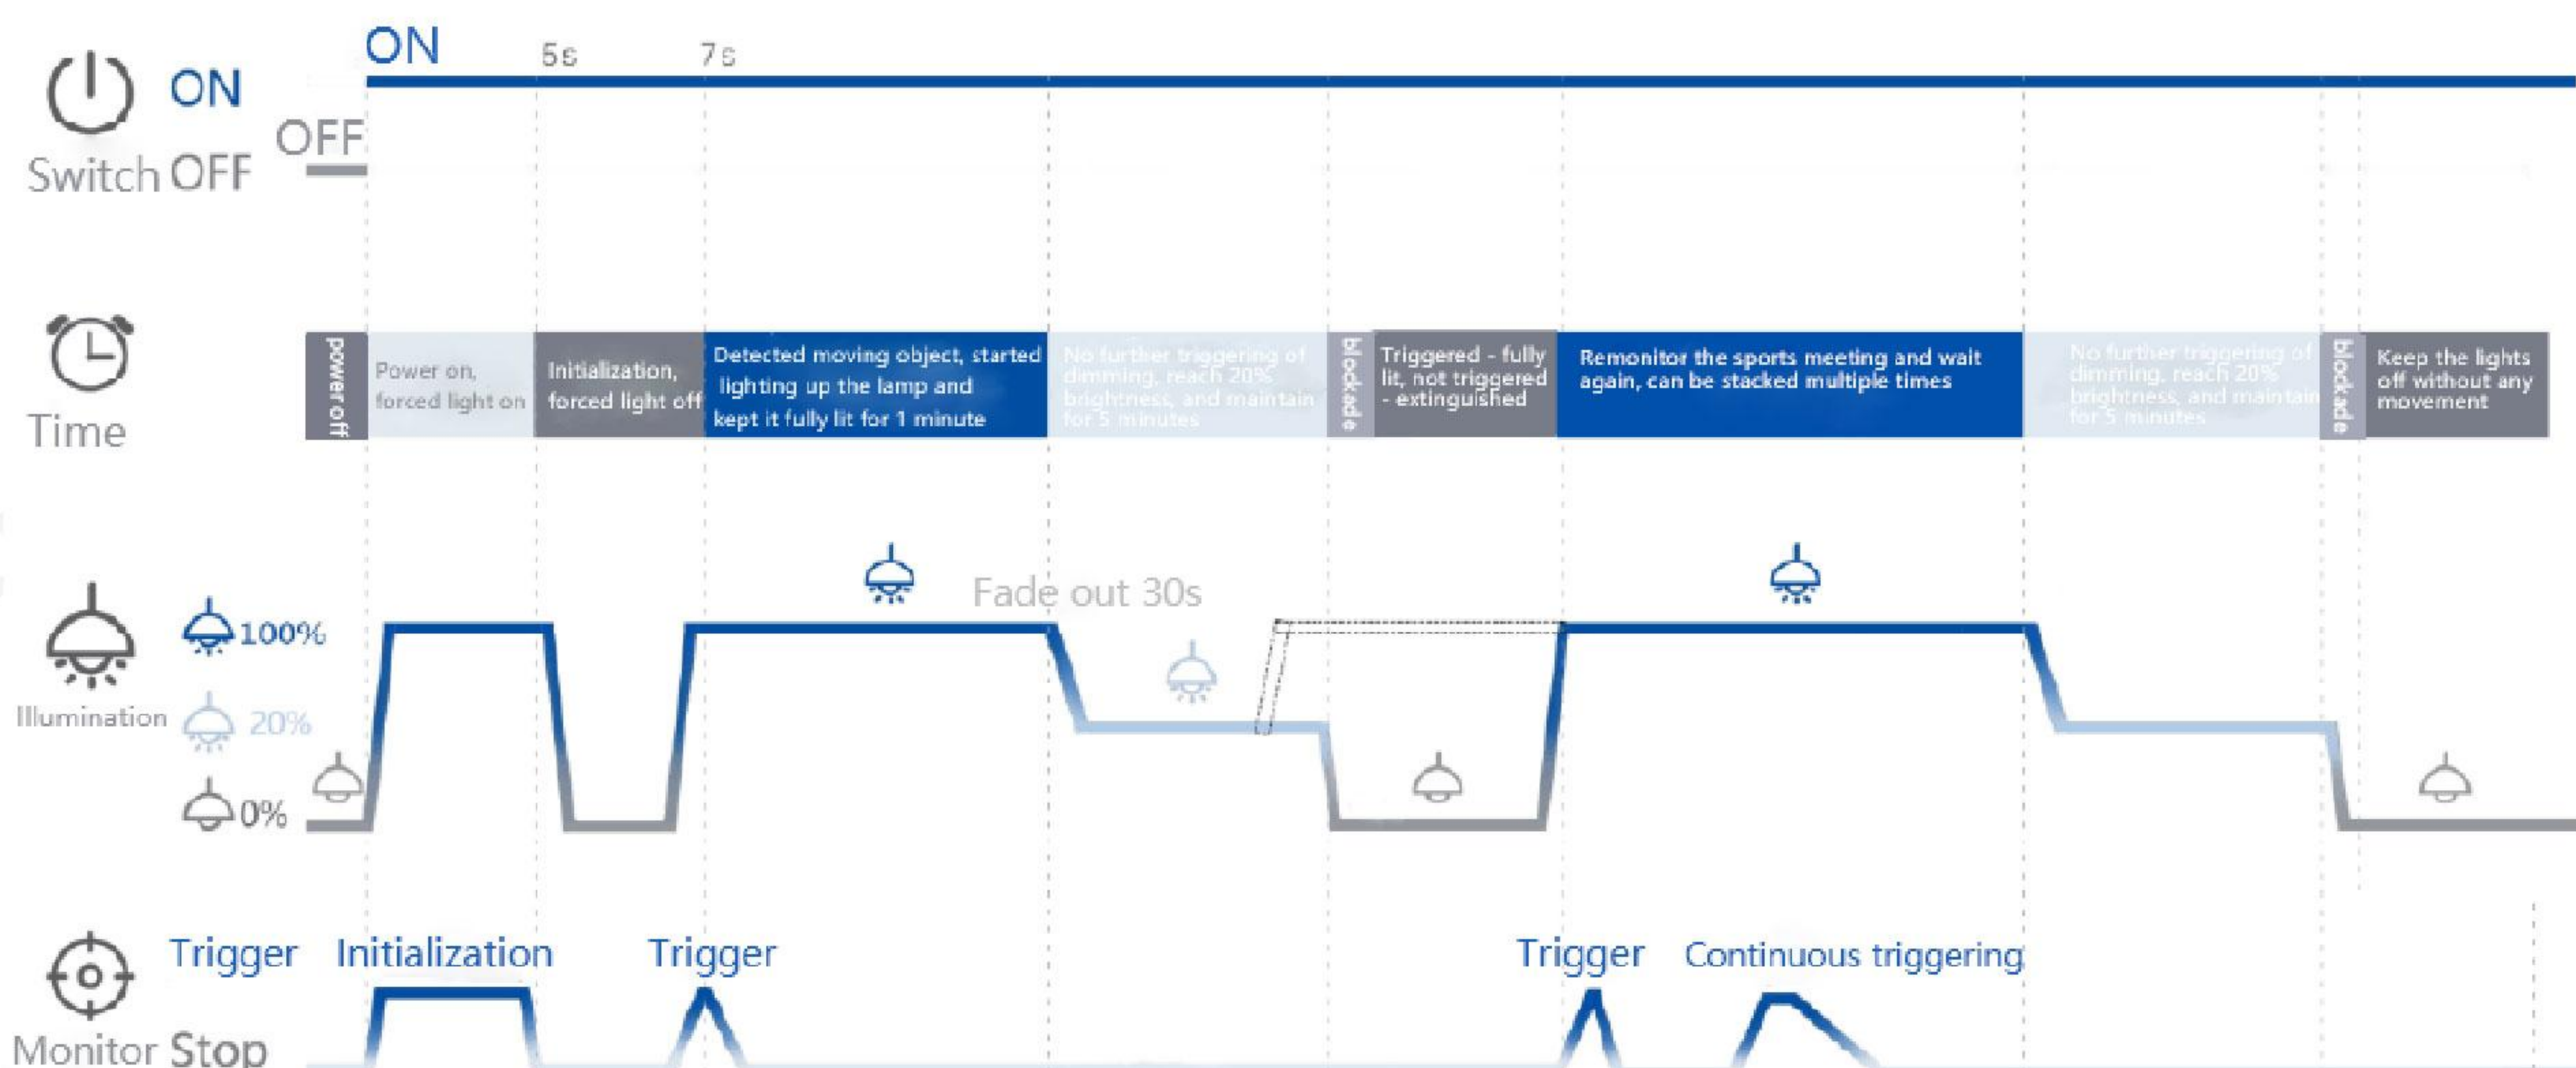 ON
5s
7s
ON
OFF
Switch OFF
power off
Power on,
forced light on
Initialization,
forced light off
Detected moving object, started
lighting up the lamp and
kept it fully lit for 1 minute
No further triggering of
dimming, reach 20%
brightness, and maintain
for 5 minutes
blockade
Triggered - fully
lit, not triggered
- extinguished
Remonitor the sports meeting and wait
again, can be stacked multiple times
No further triggering of
dimming, reach 20%
brightness, and maintain
for 5 minutes
blockade
Keep the lights
off without any
movement
Time
Fade out 30s
100%
Illumination
20%
0%
Trigger
Initialization
Trigger
Trigger
Continuous triggering
Monitor Stop